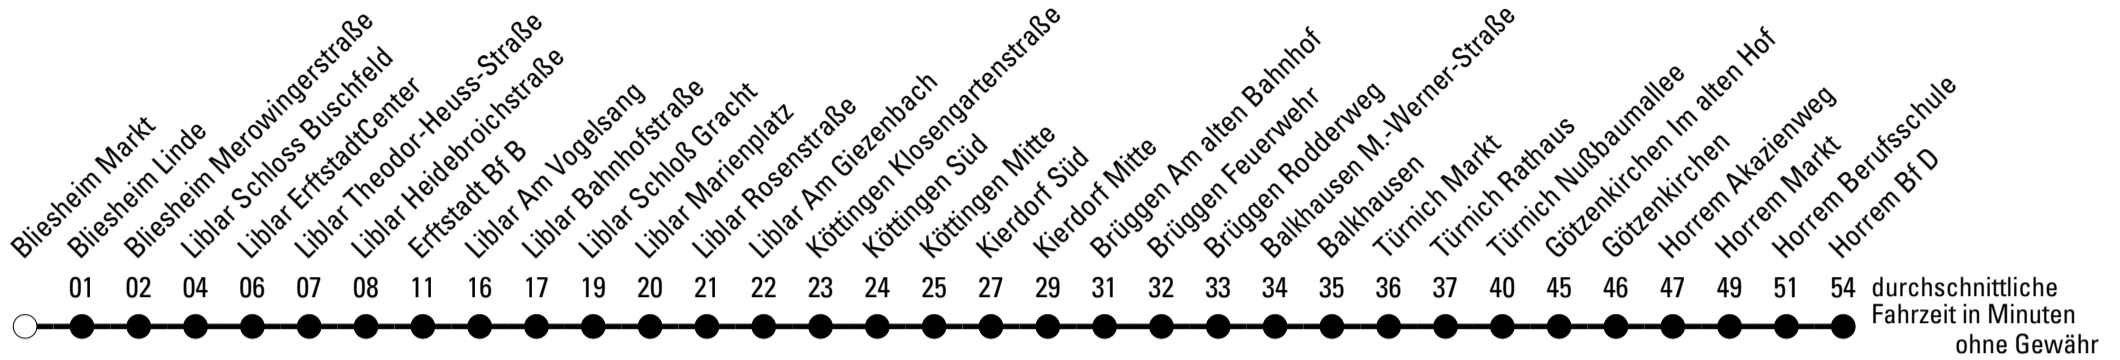 Bliesheim Markt
Bliesheim Linde
Bliesheim Merowingerstraße
Liblar Schloss Buschfeld
Liblar ErftstadtCenter
Liblar Theodor-Heuss-Straße
Liblar Heidebroichstraße
Erftstadt Bf B
Liblar Am Vogelsang
Liblar Bahnhofstraße
Liblar Schloß Gracht
Liblar Marienplatz
Liblar Rosenstraße
Liblar Am Giezenbach
Köttingen Klosengartenstraße
Köttingen Süd
Köttingen Mitte
Kierdorf Süd
Kierdorf Mitte
Brüggen Am alten Bahnhof
Brüggen Feuerwehr
Brüggen Rodderweg
Balkhausen M.-Werner-Straße
Balkhausen
Türnich Markt
Türnich Rathaus
Türnich Nußbaumallee
Götzenkirchen Im alten Hof
Götzenkirchen
Horrem Akazienweg
Horrem Markt
Horrem Berufsschule
Horrem Bf D
01 02 04 06 07 08 11 16 17 19 20 21 22 23 24 25 27 29 31 32 33 34 35 36 37 40 45 46 47 49 51 54 durchschnittliche
Fahrzeit in Minuten
ohne Gewähr